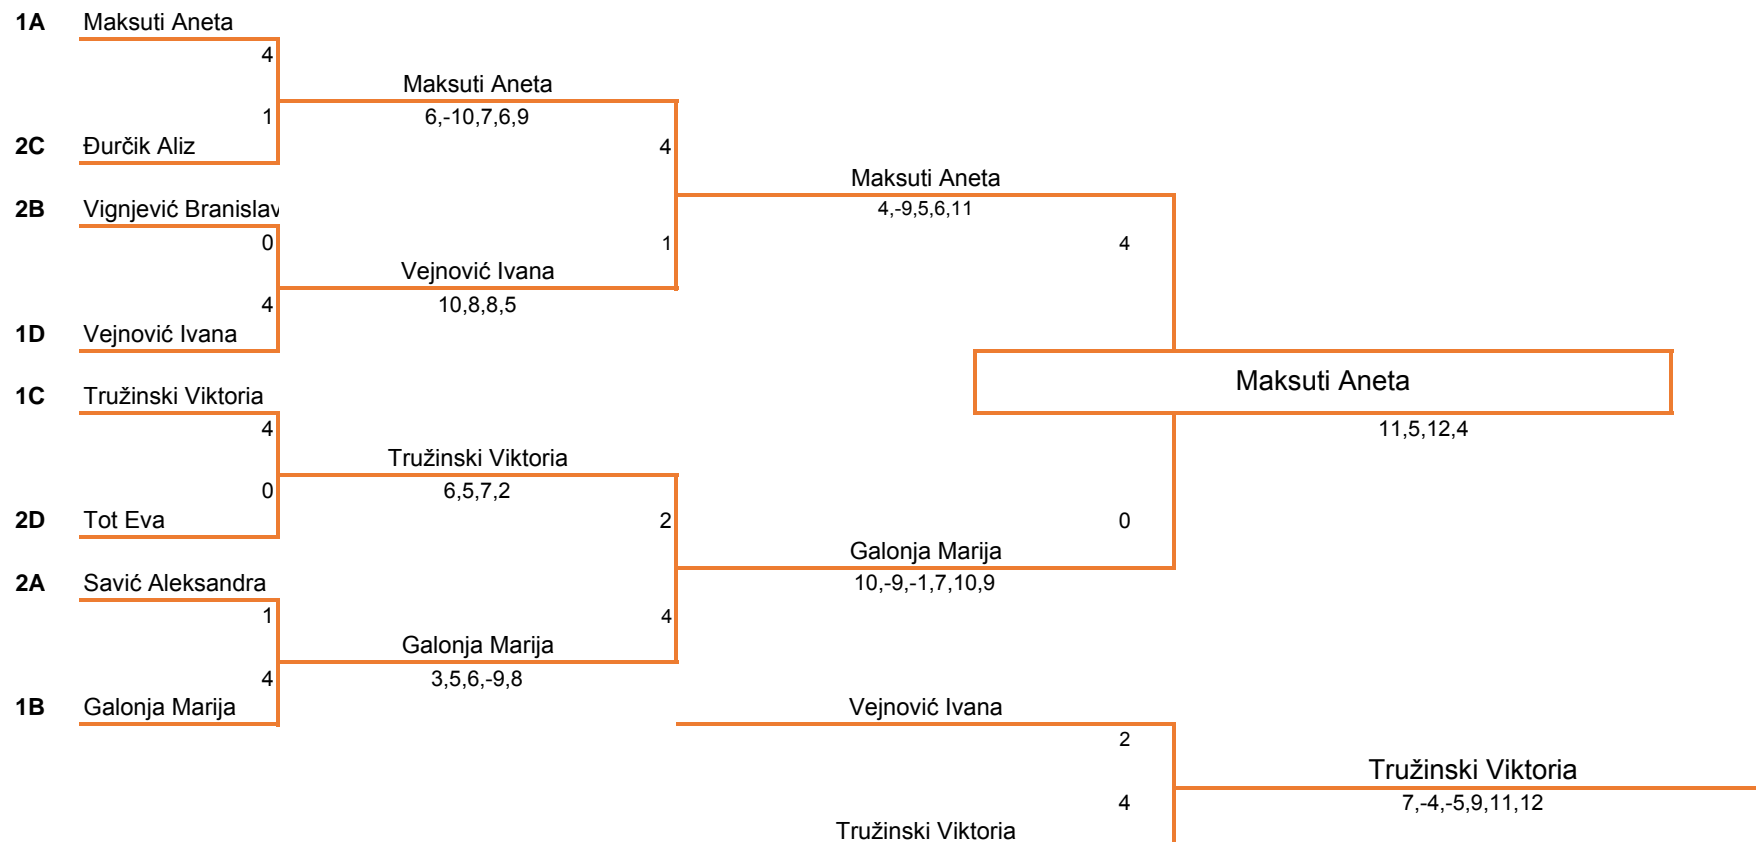 1A Maksuti Aneta
4
Maksuti Aneta
1
6,-10,7,6,9
2C Đurčik Aliz
4
Maksuti Aneta
2B Vignjević Branislav
4,-9,5,6,11
0
1
4
Vejnović Ivana
4
10,8,8,5
1D Vejnović Ivana
Maksuti Aneta
1C Tružinski Viktoria
4
11,5,12,4
Tružinski Viktoria
0
6,5,7,2
2D Tot Eva
2
0
Galonja Marija
2A Savić Aleksandra
10,-9,-1,7,10,9
1
4
Galonja Marija
4
3,5,6,-9,8
1B Galonja Marija
Vejnović Ivana
2
Tružinski Viktoria
4
7,-4,-5,9,11,12
Tružinski Viktoria